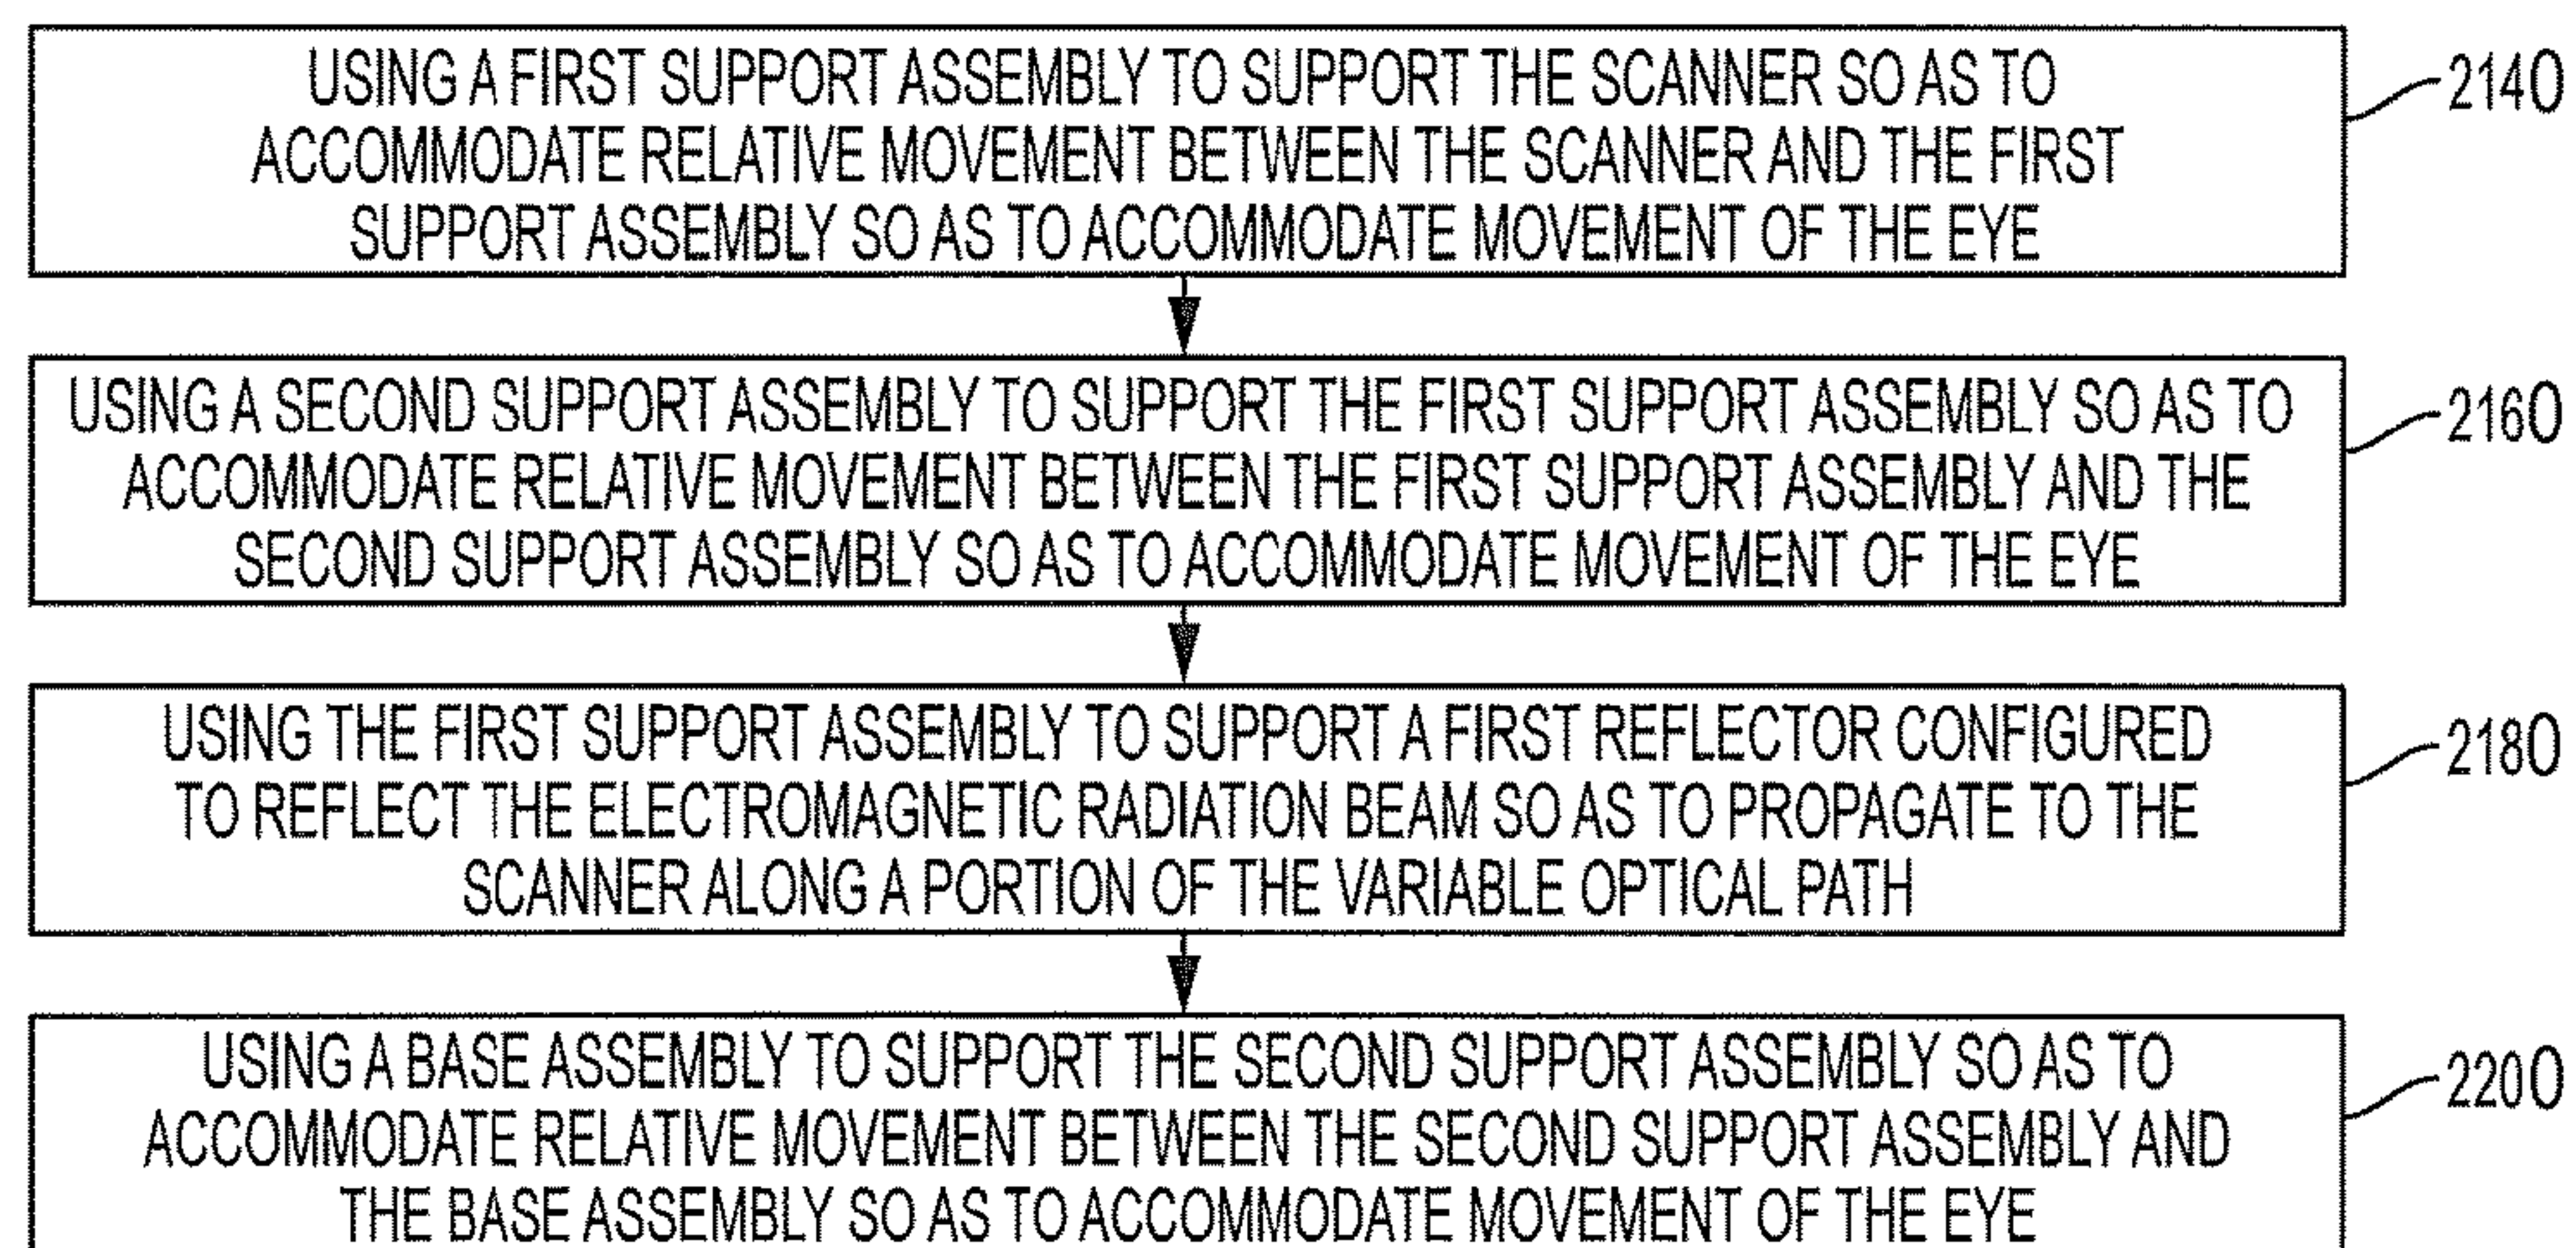 USING A FIRST SUPPORT ASSEMBLY TO SUPPORT THE SCANNER SO AS TO
ACCOMMODATE RELATIVE MOVEMENT BETWEEN THE SCANNER AND THE FIRST
SUPPORT ASSEMBLY SO AS TO ACCOMMODATE MOVEMENT OF THE EYE
2140
USING A SECOND SUPPORT ASSEMBLY TO SUPPORT THE FIRST SUPPORT ASSEMBLY SO AS TO
ACCOMMODATE RELATIVE MOVEMENT BETWEEN THE FIRST SUPPORT ASSEMBLY AND THE
SECOND SUPPORT ASSEMBLY SO AS TO ACCOMMODATE MOVEMENT OF THE EYE
2160
USING THE FIRST SUPPORT ASSEMBLY TO SUPPORT A FIRST REFLECTOR CONFIGURED
TO REFLECT THE ELECTROMAGNETIC RADIATION BEAM SO AS TO PROPAGATE TO THE
SCANNER ALONG A PORTION OF THE VARIABLE OPTICAL PATH
2180
USING A BASE ASSEMBLY TO SUPPORT THE SECOND SUPPORT ASSEMBLY SO AS TO
ACCOMMODATE RELATIVE MOVEMENT BETWEEN THE SECOND SUPPORT ASSEMBLY AND
THE BASE ASSEMBLY SO AS TO ACCOMMODATE MOVEMENT OF THE EYE
2200